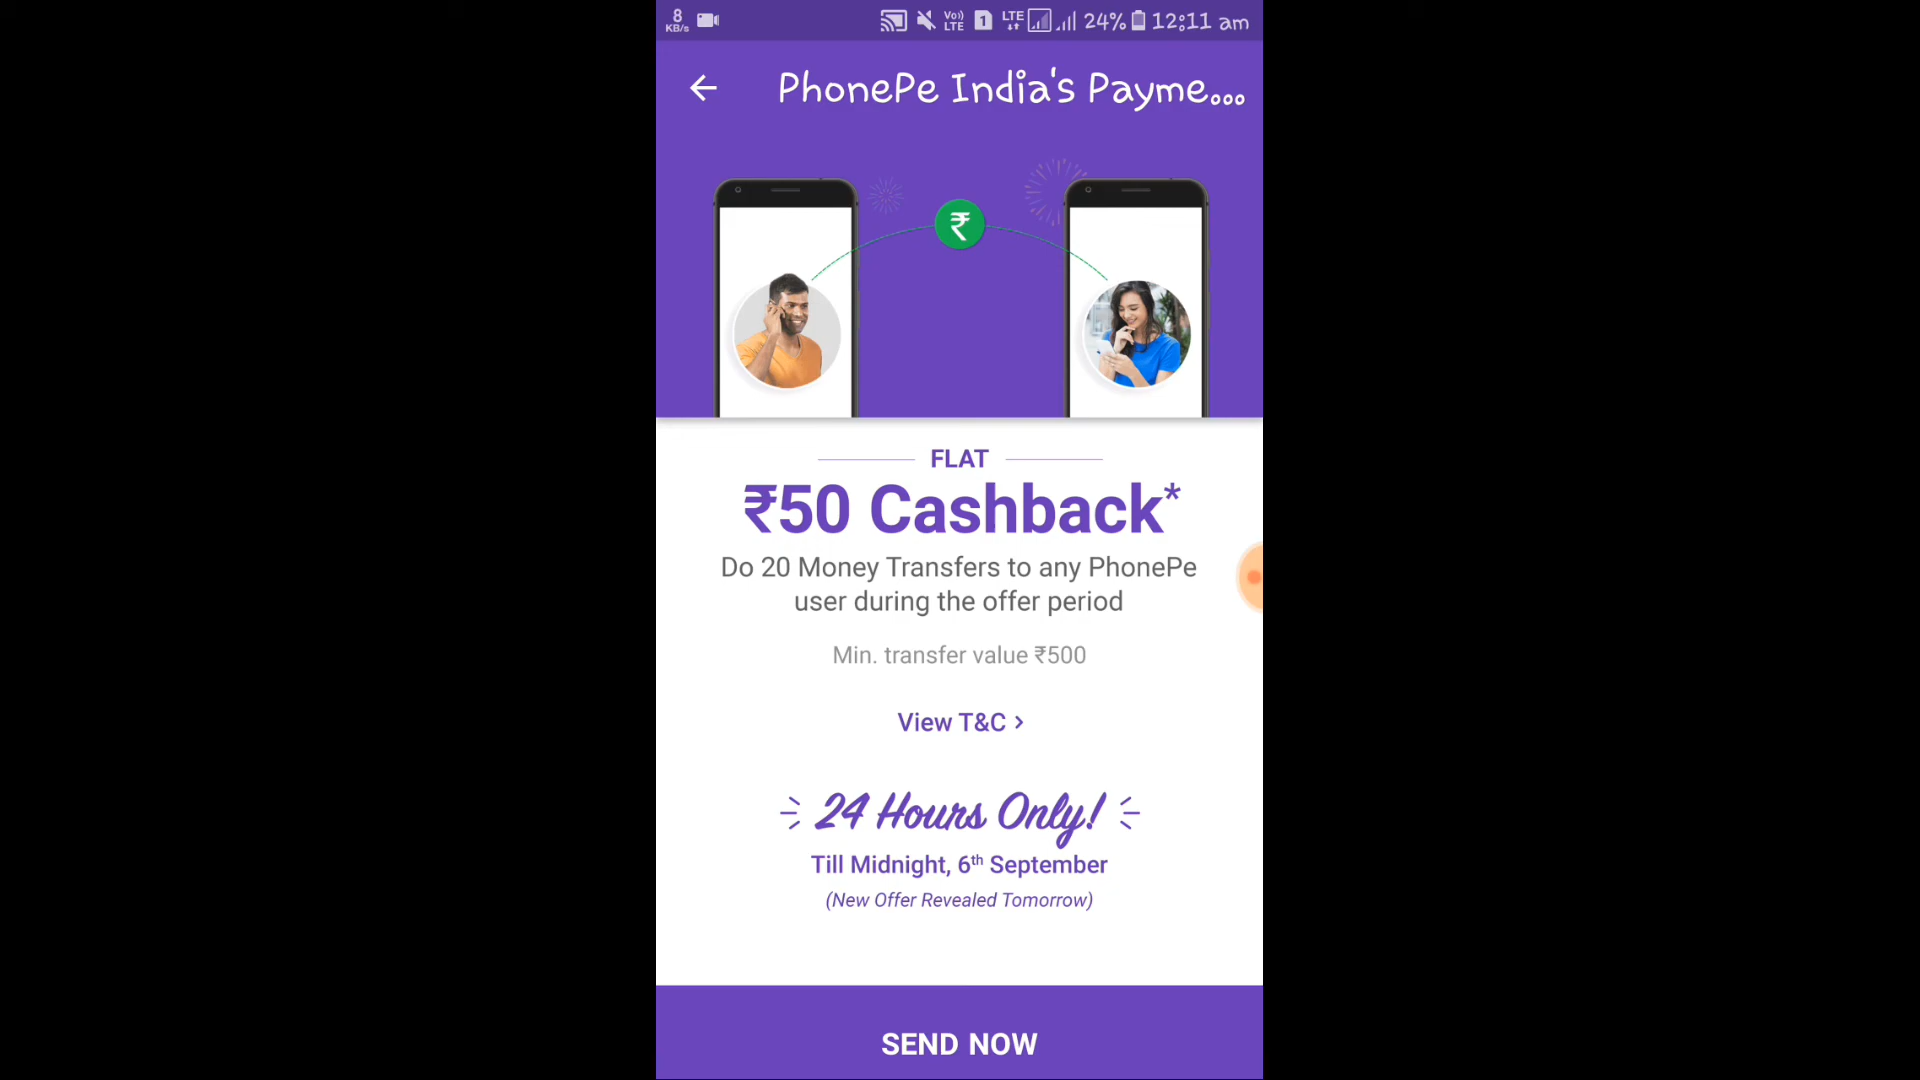 8
KB/s
Vo)) LTE 1 LTE 24% 12:11 am
PhonePe India's Payme...
₹
FLAT
₹50 Cashback*
Do 20 Money Transfers to any PhonePe
user during the offer period
Min. transfer value ₹500
View T&C >
24 Hours Only!
Till Midnight, 6th September
(New Offer Revealed Tomorrow)
SEND NOW